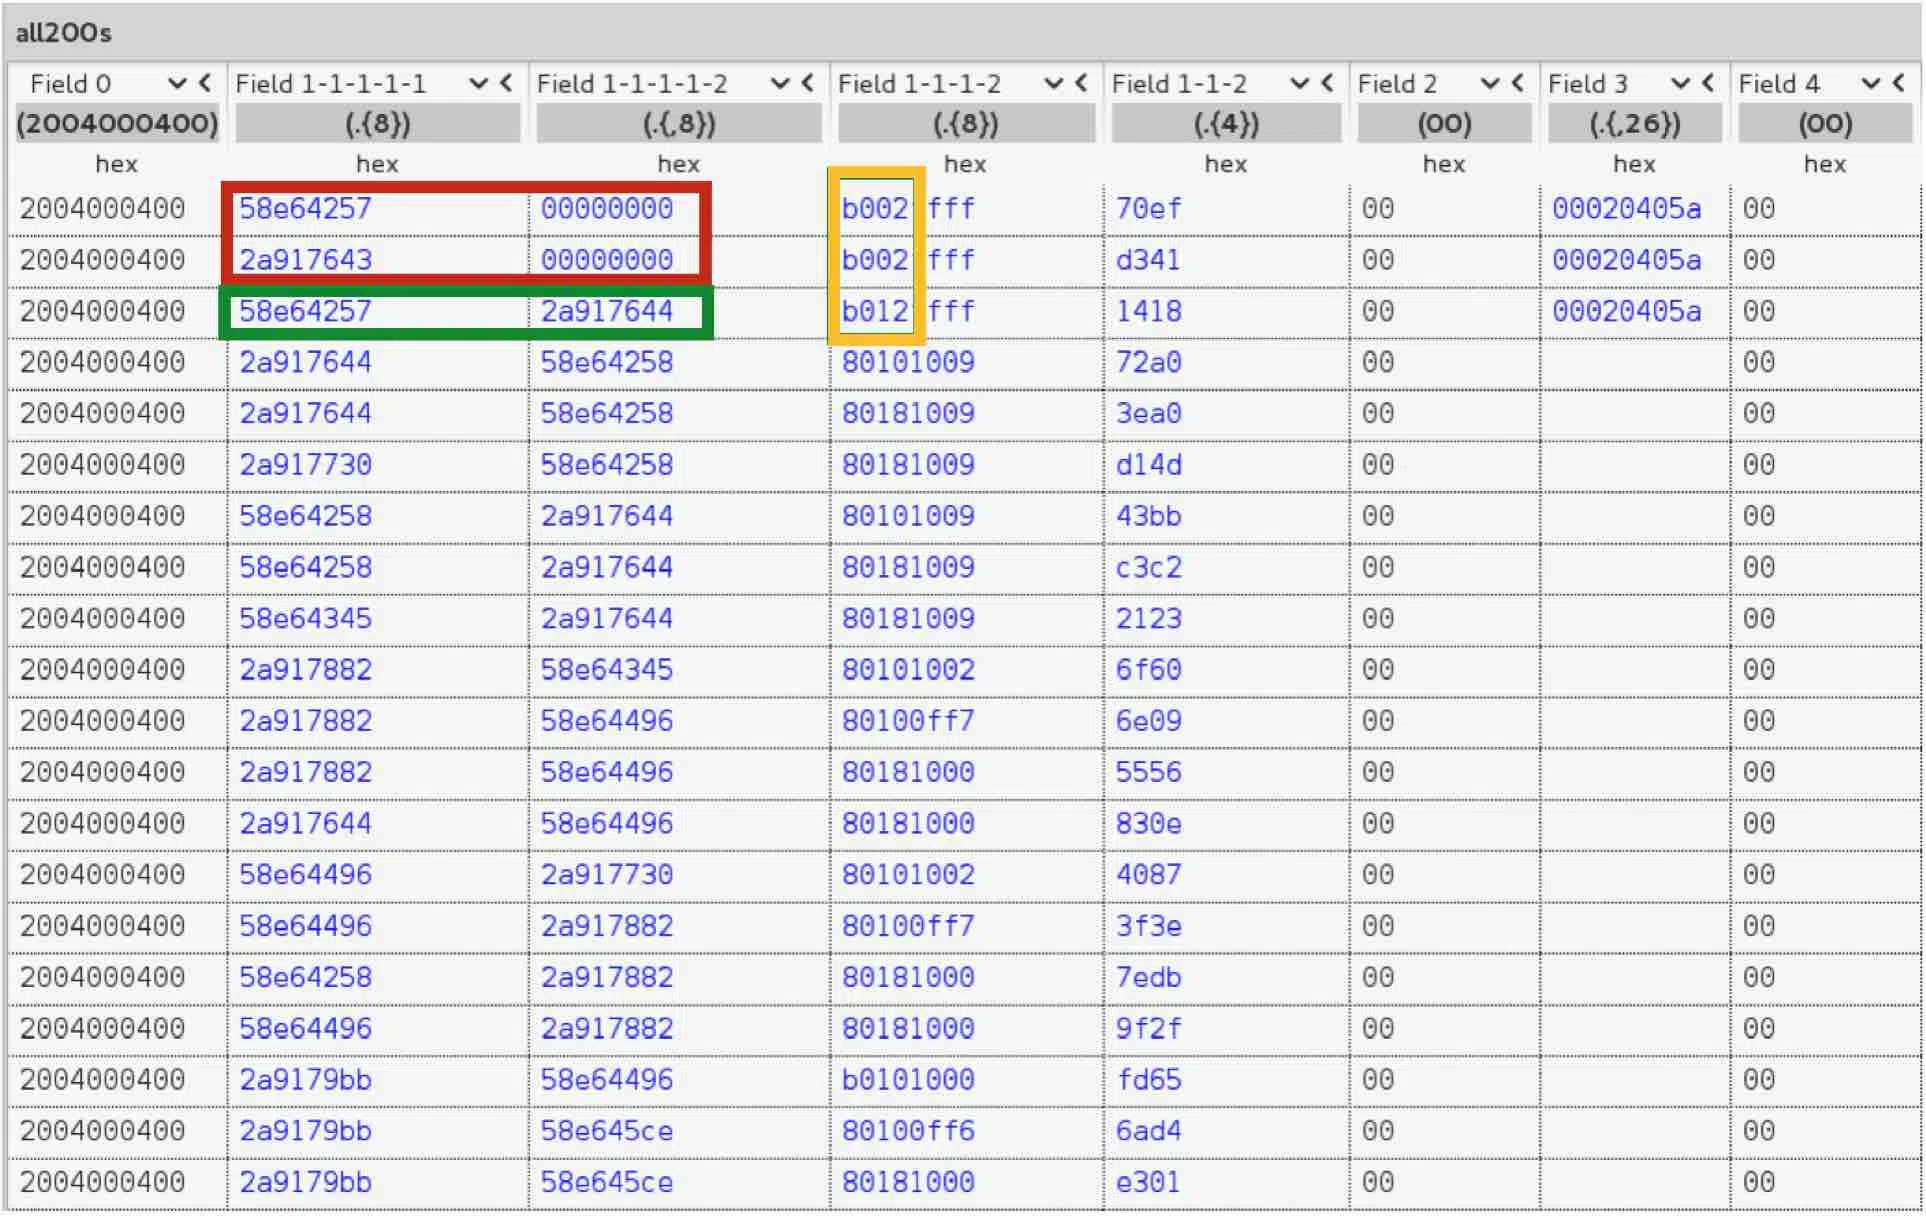 all200s
Field 0 Field 1-1-1-1-1 Field 1-1-1-1-2 Field 1-1-1-2 Field 1-1-2 Field 2 Field 3 Field 4
(2004000400) (.{8}) (.{,8}) (.{8}) (.{4}) (00) (.{,26}) (00)
hex hex hex hex hex hex hex hex
2004000400 58e64257 00000000 b002 fff 70ef 00 00020405a 00
2004000400 2a917643 00000000 b002 fff d341 00 00020405a 00
2004000400 58e64257 2a917644 b012 fff 1418 00 00020405a 00
2004000400 2a917644 58e64258 80101009 72a0 00 00
2004000400 2a917644 58e64258 80181009 3ea0 00 00
2004000400 2a917730 58e64258 80181009 d14d 00 00
2004000400 58e64258 2a917644 80101009 43bb 00 00
2004000400 58e64258 2a917644 80181009 c3c2 00 00
2004000400 58e64345 2a917644 80181009 2123 00 00
2004000400 2a917882 58e64345 80101002 6f60 00 00
2004000400 2a917882 58e64496 80100ff7 6e09 00 00
2004000400 2a917882 58e64496 80181000 5556 00 00
2004000400 2a917644 58e64496 80181000 830e 00 00
2004000400 58e64496 2a917730 80101002 4087 00 00
2004000400 58e64496 2a917882 80100ff7 3f3e 00 00
2004000400 58e64258 2a917882 80181000 7edb 00 00
2004000400 58e64496 2a917882 80181000 9f2f 00 00
2004000400 2a9179bb 58e64496 b0101000 fd65 00 00
2004000400 2a9179bb 58e645ce 80100ff6 6ad4 00 00
2004000400 2a9179bb 58e645ce 80181000 e301 00 00